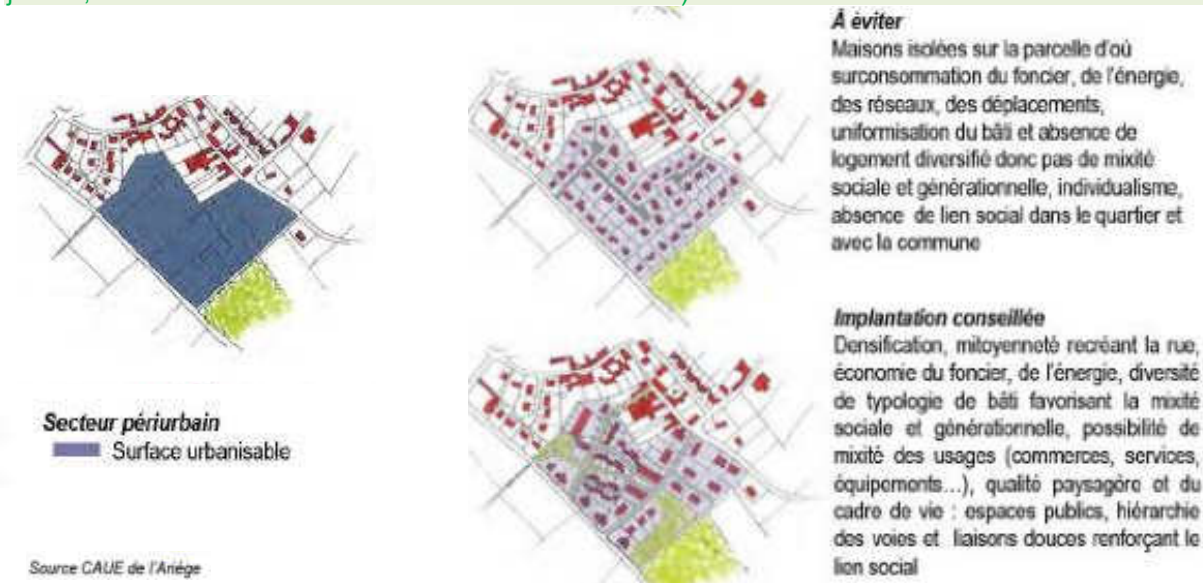 À éviter
Maisons isolées sur la parcelle d'où
surconsommation du foncier, de l'énergie,
des réseaux, des déplacements,
uniformisation du bâti et absence de
logement diversifié donc pas de mixité
sociale et générationnelle, individualisme,
absence de lien social dans le quartier et
avec la commune
Implantation conseillée
Densification, mitoyenneté recréant la rue,
économie du foncier, de l'énergie, diversité
de typologie de bâti favorisant la mixité
sociale et générationnelle, possibilité de
mixité des usages (commerces, services,
équipements...), qualité paysagère et du
cadre de vie : espaces publics, hiérarchie
des voies et liaisons douces renforçant le
lien social
Secteur périurbain
Surface urbanisable
Source CAUE de l'Ariège